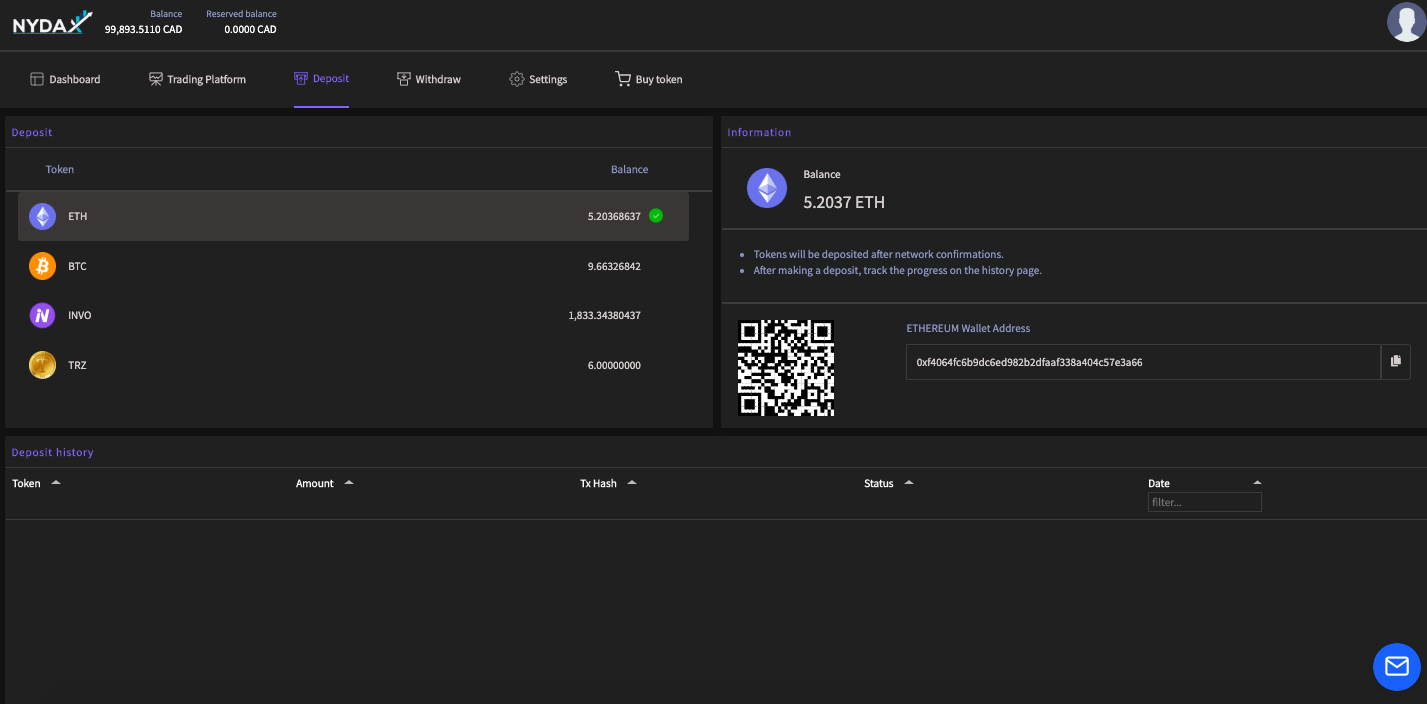 NYDAX
Balance Reserved balance
99,893.5110 CAD 0.0000 CAD
Dashboard Trading Platform Deposit Withdraw Settings Buy token
Deposit
Token Balance
ETH 5.20368637
BTC 9.66326842
INVO 1,833.34380437
TRZ 6.00000000
Information
Balance
5.2037 ETH
Tokens will be deposited after network confirmations.
After making a deposit, track the progress on the history page.
ETHEREUM Wallet Address
0xf4064fc6b9dc6ed982b2dfaaf338a404c57e3a66
Deposit history
Token Amount Tx Hash Status Date
filter...